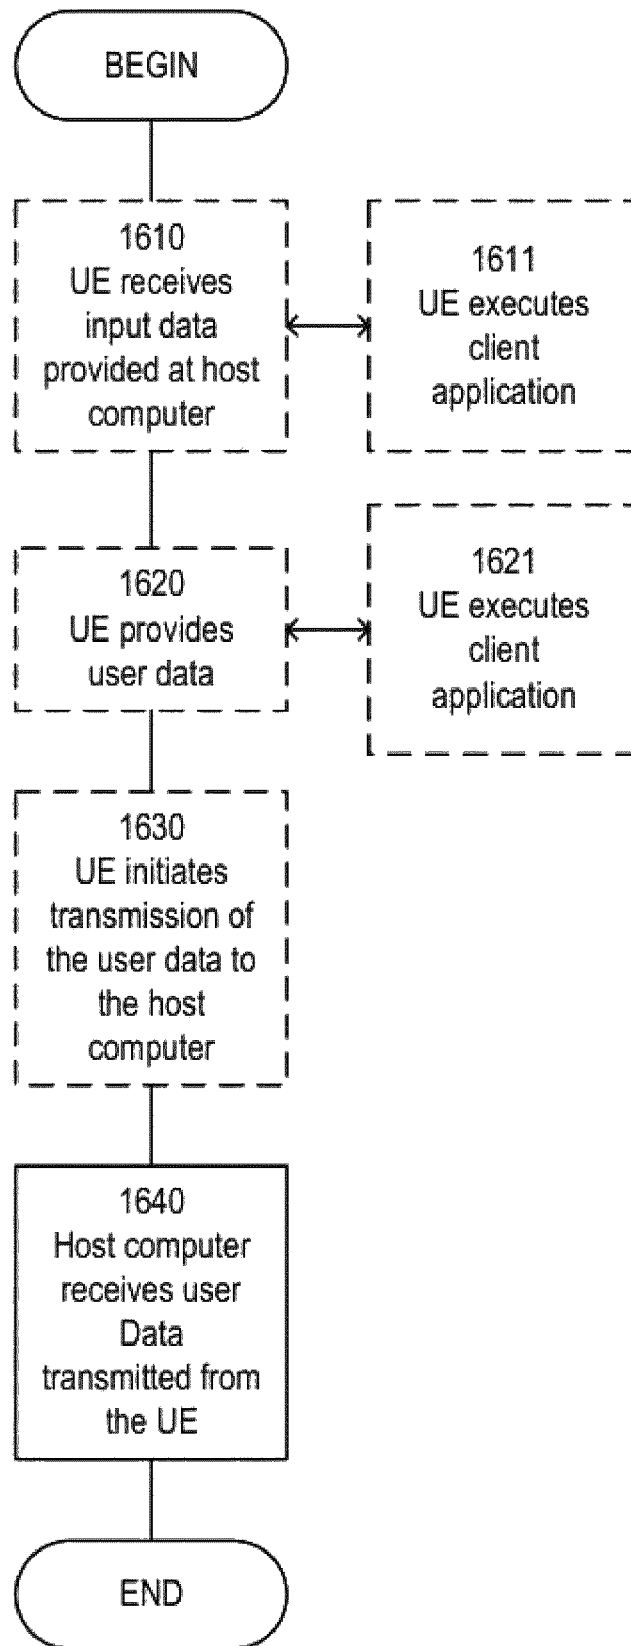 BEGIN
1610
UE receives
input data
provided at host
computer
1611
UE executes
client
application
1620
UE provides
user data
1621
UE executes
client
application
1630
UE initiates
transmission of
the user data to
the host
computer
1640
Host computer
receives user
Data
transmitted from
the UE
END